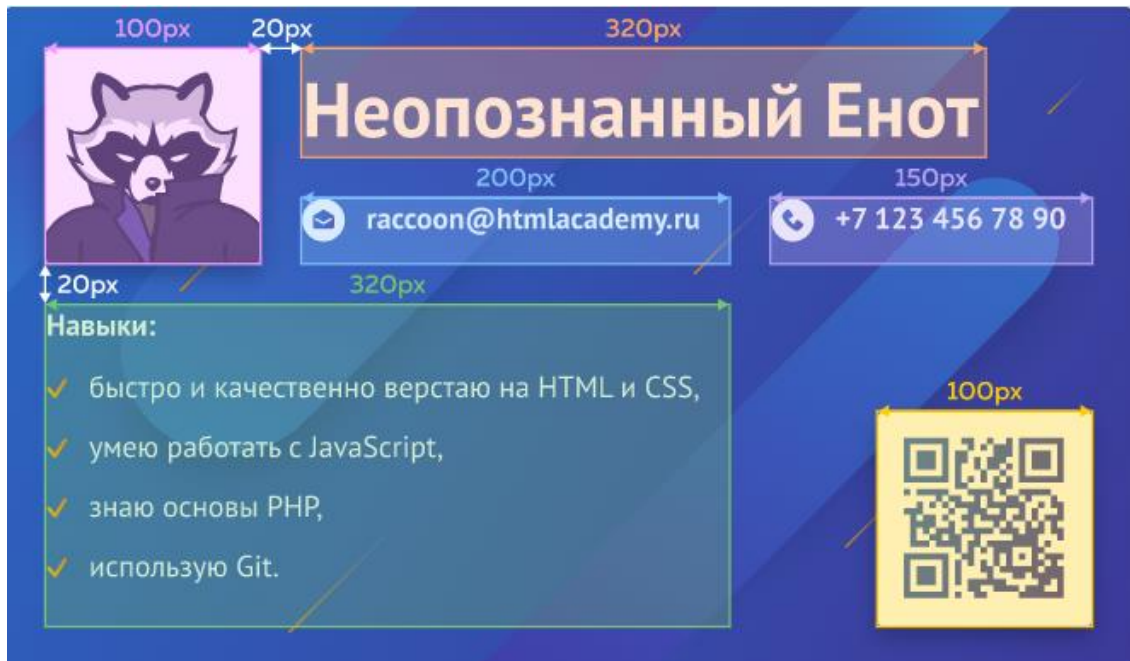 100px 20px 320px
Неопознанный Енот
200px 150px
raccoon@htmlacademy.ru +7 123 456 78 90
20px 320px
Навыки:
быстро и качественно верстаю на HTML и CSS,
100px
умею работать с JavaScript,
знаю основы PHP,
использую Git.